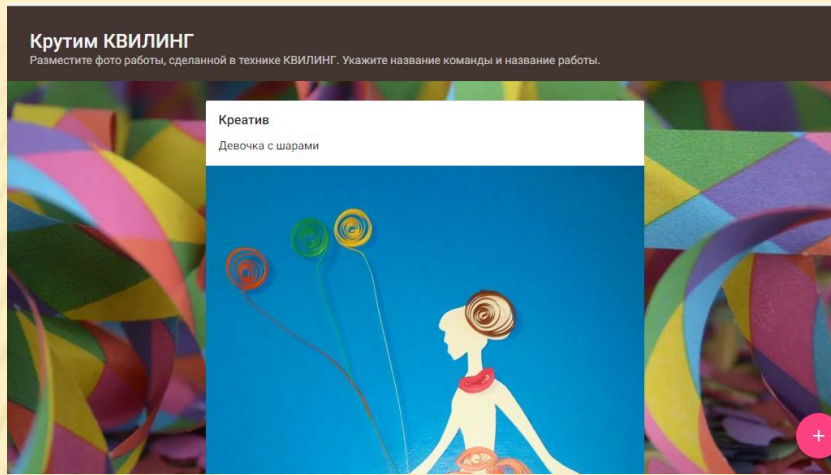 Крутим КВИЛИНГ
Разместите фото работы, сделанной в технике КВИЛИНГ. Укажите название команды и название работы.
Креатив
Девочка с шарами